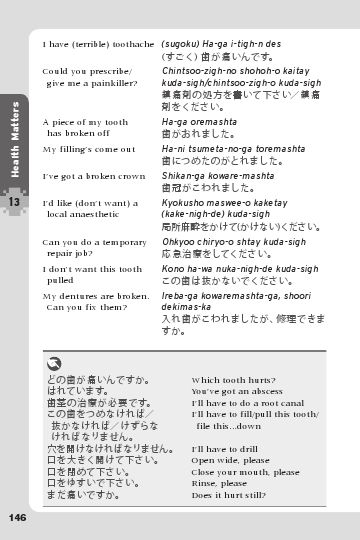 I have (terrible) toothache (sugoku) Ha-ga i-tigh-n des
(すごく) 歯が痛いんです。
Could you prescribe/ Chintsoo-zigh-no shohoh-o kaitay
give me a painkiller? kuda-sigh/chintsoo-zigh-o kuda-sigh
鎮痛剤の処方を書いて下さい／鎮痛
剤をください。
A piece of my tooth Ha-ga oremashta
has broken off 歯がおれました。
My filling's come out Ha-ni tsumeta-no-ga toremashta
歯につめたのがとれました。
I've got a broken crown Shikan-ga koware-mashta
歯冠がこわれました。
I'd like (don't want) a Kyokusho maswee-o kaketay
local anaesthetic (kake-nigh-de) kuda-sigh
局所麻酔をかけて(かけない)ください。
Can you do a temporary Ohkyoo chiryo-o shtay kuda-sigh
repair job? 応急治療をしてください。
I don't want this tooth Kono ha-wa nuka-nigh-de kuda-sigh
pulled この歯は抜かないでください。
My dentures are broken. Ireba-ga kowaremashta-ga, shoori
Can you fix them? dekimas-ka
入れ歯がこわれましたが、修理できま
すか。
Health Matters
13
どの歯が痛いんですか。 Which tooth hurts?
はれています。 You've got an abscess
歯茎の治療が必要です。 I'll have to do a root canal
この歯をつめなければ／ I'll have to fill/pull this tooth/
抜かなければ／けずらな file this...down
ければなりません。
穴を開けなければなりません。 I'll have to drill
口を大きく開けて下さい。 Open wide, please
口を閉めて下さい。 Close your mouth, please
口をゆすいで下さい。 Rinse, please
まだ痛いですか。 Does it hurt still?
146